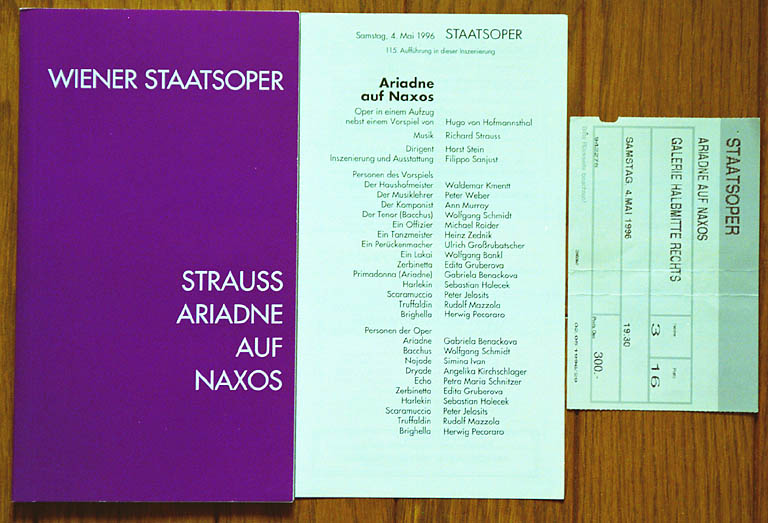 WIENER STAATSOPER
STRAUSS
ARIADNE
AUF
NAXOS
Samstag, 4. Mai 1996 STAATSOPER
115. Aufführung in dieser Inszenierung
Ariadne
auf Naxos
Oper in einem Aufzug
nebst einem Vorspiel von Hugo von Hofmannsthal
Musik Richard Strauss
Dirigent Horst Stein
Inszenierung und Ausstattung Filippo Sanjust
Personen des Vorspiels
Der Haushofmeister Waldemar Kmentt
Der Musiklehrer Peter Weber
Der Komponist Ann Murray
Der Tenor (Bacchus) Wolfgang Schmidt
Ein Offizier Michael Roider
Ein Tanzmeister Heinz Zednik
Ein Perückenmacher Ulrich Großrubatscher
Ein Lakai Wolfgang Bankl
Zerbinetta Edita Gruberova
Primadonna (Ariadne) Gabriela Benackova
Harlekin Sebastian Holecek
Scaramuccio Peter Jelosits
Truffaldin Rudolf Mazzola
Brighella Herwig Pecoraro
Personen der Oper
Ariadne Gabriela Benackova
Bacchus Wolfgang Schmidt
Najade Simina Ivan
Dryade Angelika Kirchschlager
Echo Petra Maria Schnitzer
Zerbinetta Edita Gruberova
Harlekin Sebastian Holecek
Scaramuccio Peter Jelosits
Truffaldin Rudolf Mazzola
Brighella Herwig Pecoraro
STAATSOPER
ARIADNE AUF NAXOS
GALERIE HALBMITTE RECHTS
3 16
SAMSTAG, 4.MAI 1996 19.30
300.-
942275